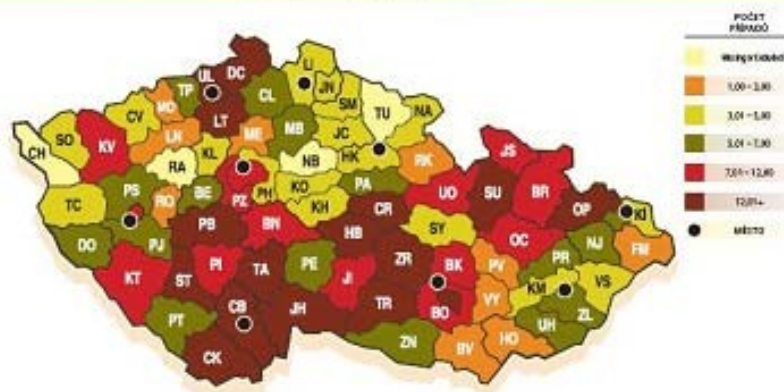 POČET
PŘÍPADŮ
1,00 – 3,00
3,01 – 5,00
5,01 – 7,00
7,01 – 12,00
12,01+
MĚSTO
DC
UL
LI
TP
JN
CL
MO
SM
LT
CV
TU
NA
MB
SO
KV
LN
ME
JC
CH
RA
KL
NB
HK
RK
JS
PS
BE
PZ
PH
KO
PA
UO
SU
BR
TC
RO
KH
CR
OP
KI
PB
BN
SY
OC
DO
PJ
HB
NJ
FM
PR
KT
ST
PI
TA
PE
JI
ZR
BK
PV
KM
VS
BO
VY
ZL
PT
CB
JH
TR
UH
ZN
BV
HO
CK